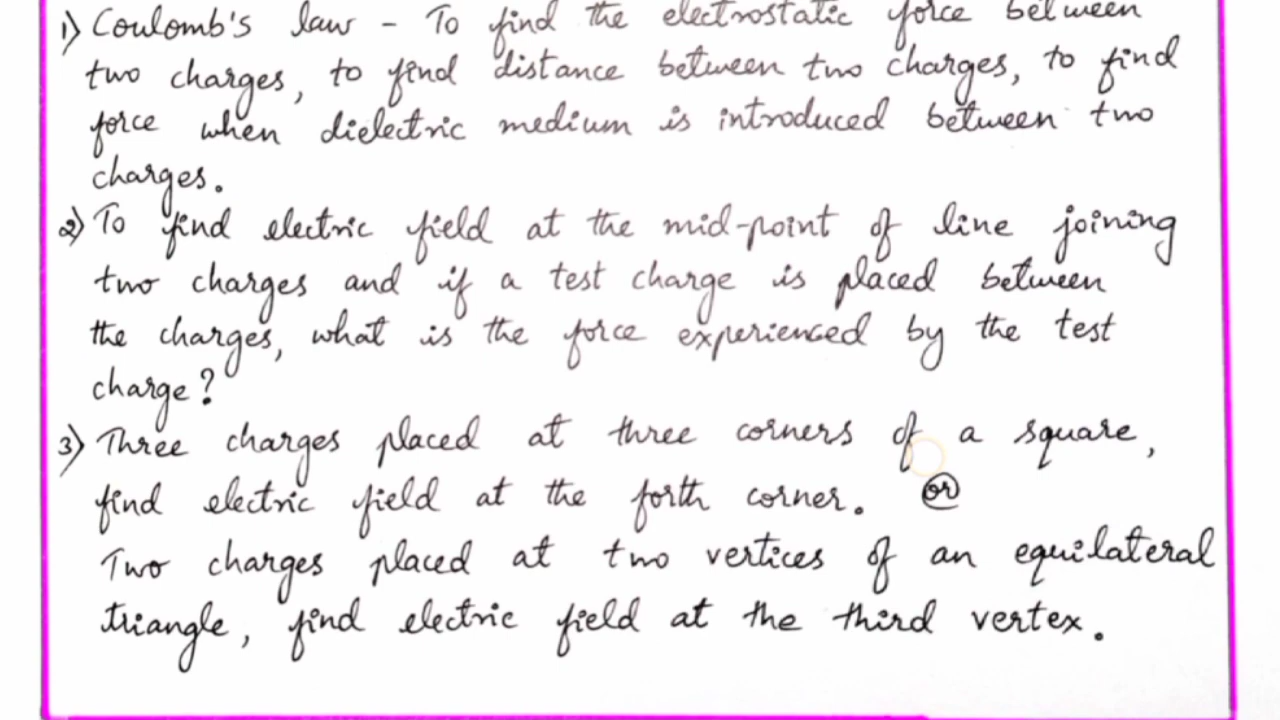 1) Coulomb's law - To find the electrostatic force between
two charges, to find distance between two charges, to find
force when dielectric medium is introduced between two
charges.
2) To find electric field at the mid-point of line joining
two charges and if a test charge is placed between
the charges, what is the force experienced by the test
charge?
3) Three charges placed at three corners of a square,
find electric field at the forth corner. or
Two charges placed at two vertices of an equilateral
triangle, find electric field at the third vertex.